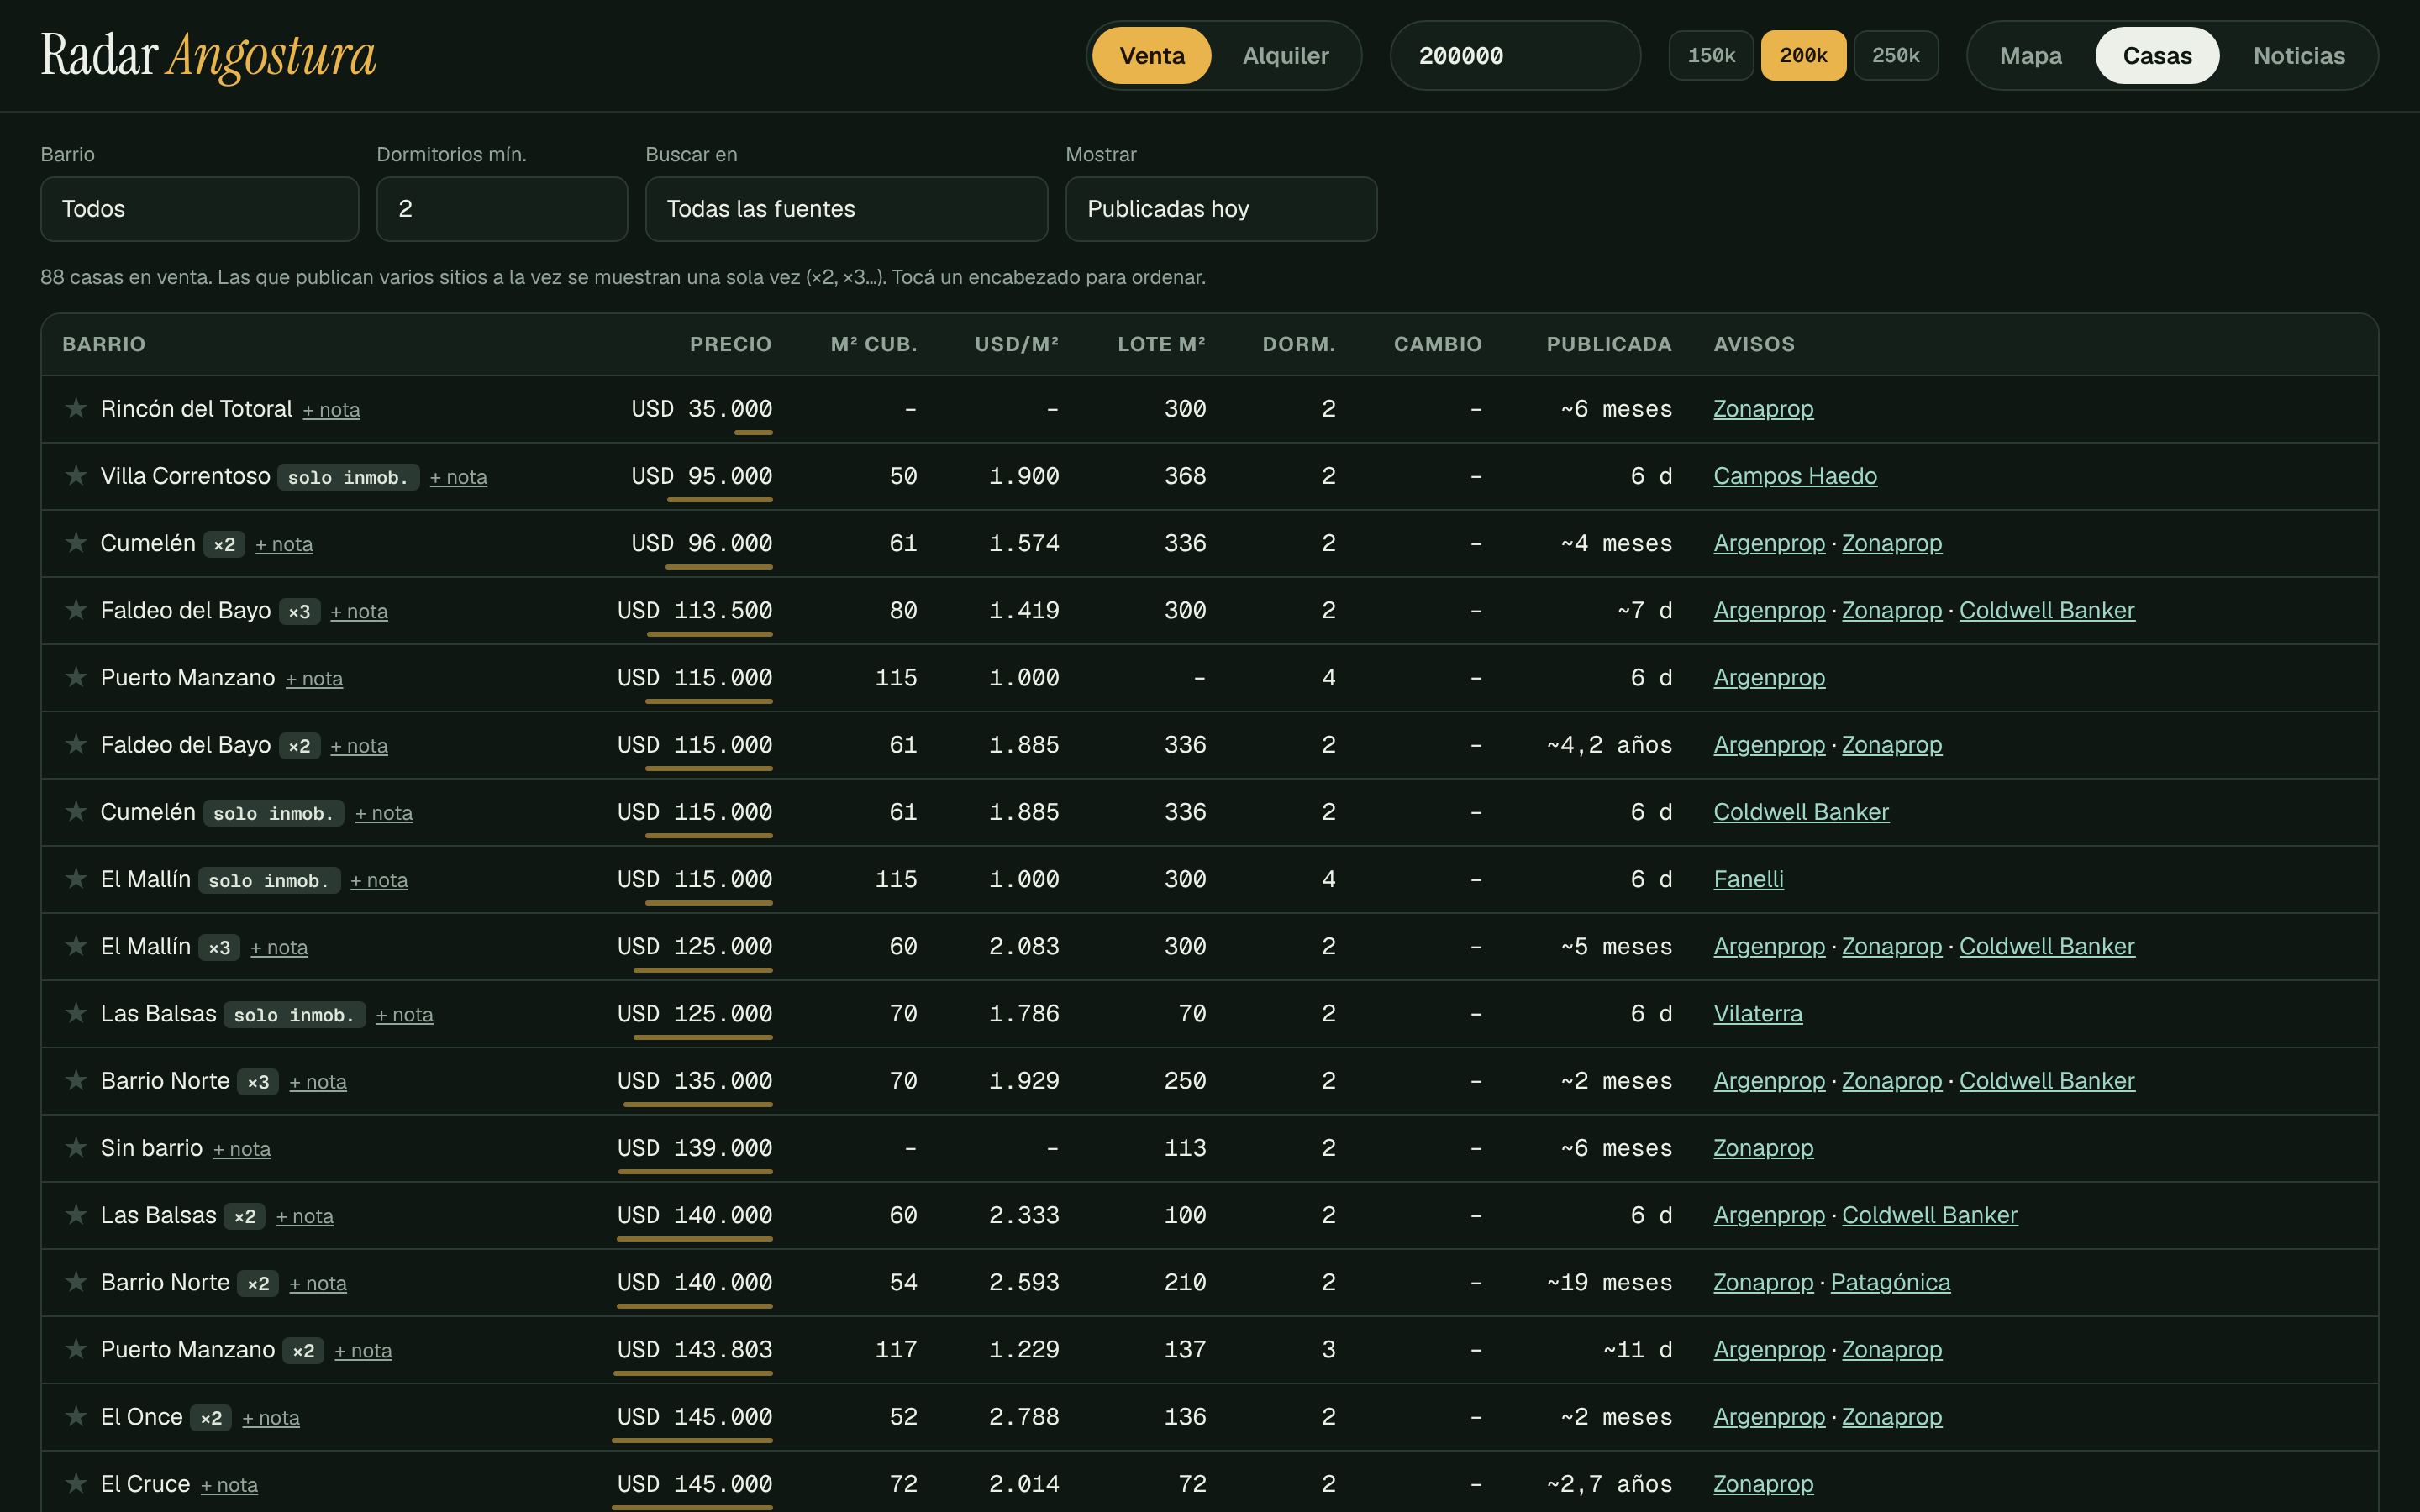 Radar Angostura
Venta Alquiler 200000 150k 200k 250k Mapa Casas Noticias
Barrio Dormitorios mín. Buscar en Mostrar
Todos 2 Todas las fuentes Publicadas hoy
88 casas en venta. Las que publican varios sitios a la vez se muestran una sola vez (×2, ×3…). Tocá un encabezado para ordenar.
BARRIO PRECIO M² CUB. USD/M² LOTE M² DORM. CAMBIO PUBLICADA AVISOS
★ Rincón del Totoral + nota USD 35.000 – – 300 2 – ~6 meses Zonaprop
★ Villa Correntoso solo inmob. + nota USD 95.000 50 1.900 368 2 – 6 d Campos Haedo
★ Cumelén ×2 + nota USD 96.000 61 1.574 336 2 – ~4 meses Argenprop · Zonaprop
★ Faldeo del Bayo ×3 + nota USD 113.500 80 1.419 300 2 – ~7 d Argenprop · Zonaprop · Coldwell Banker
★ Puerto Manzano + nota USD 115.000 115 1.000 – 4 – 6 d Argenprop
★ Faldeo del Bayo ×2 + nota USD 115.000 61 1.885 336 2 – ~4,2 años Argenprop · Zonaprop
★ Cumelén solo inmob. + nota USD 115.000 61 1.885 336 2 – 6 d Coldwell Banker
★ El Mallín solo inmob. + nota USD 115.000 115 1.000 300 4 – 6 d Fanelli
★ El Mallín ×3 + nota USD 125.000 60 2.083 300 2 – ~5 meses Argenprop · Zonaprop · Coldwell Banker
★ Las Balsas solo inmob. + nota USD 125.000 70 1.786 70 2 – 6 d Vilaterra
★ Barrio Norte ×3 + nota USD 135.000 70 1.929 250 2 – ~2 meses Argenprop · Zonaprop · Coldwell Banker
★ Sin barrio + nota USD 139.000 – – 113 2 – ~6 meses Zonaprop
★ Las Balsas ×2 + nota USD 140.000 60 2.333 100 2 – 6 d Argenprop · Coldwell Banker
★ Barrio Norte ×2 + nota USD 140.000 54 2.593 210 2 – ~19 meses Zonaprop · Patagónica
★ Puerto Manzano ×2 + nota USD 143.803 117 1.229 137 3 – ~11 d Argenprop · Zonaprop
★ El Once ×2 + nota USD 145.000 52 2.788 136 2 – ~2 meses Argenprop · Zonaprop
★ El Cruce + nota USD 145.000 72 2.014 72 2 – ~2,7 años Zonaprop